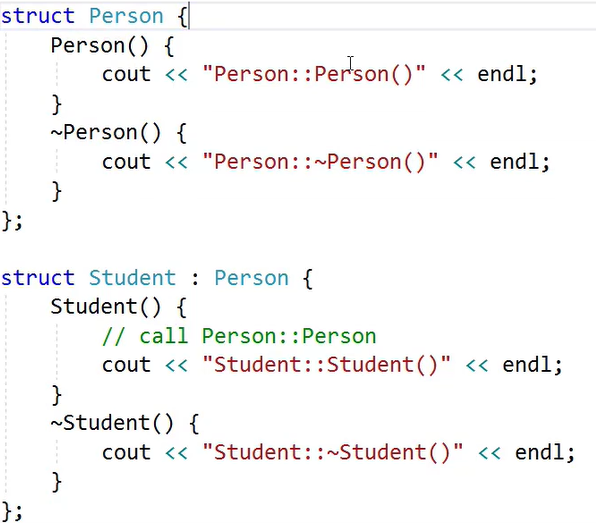 struct Person {
    Person() {
        cout << "Person::Person()" << endl;
    }
    ~Person() {
        cout << "Person::~Person()" << endl;
    }
};

struct Student : Person {
    Student() {
        // call Person::Person
        cout << "Student::Student()" << endl;
    }
    ~Student() {
        cout << "Student::~Student()" << endl;
    }
};